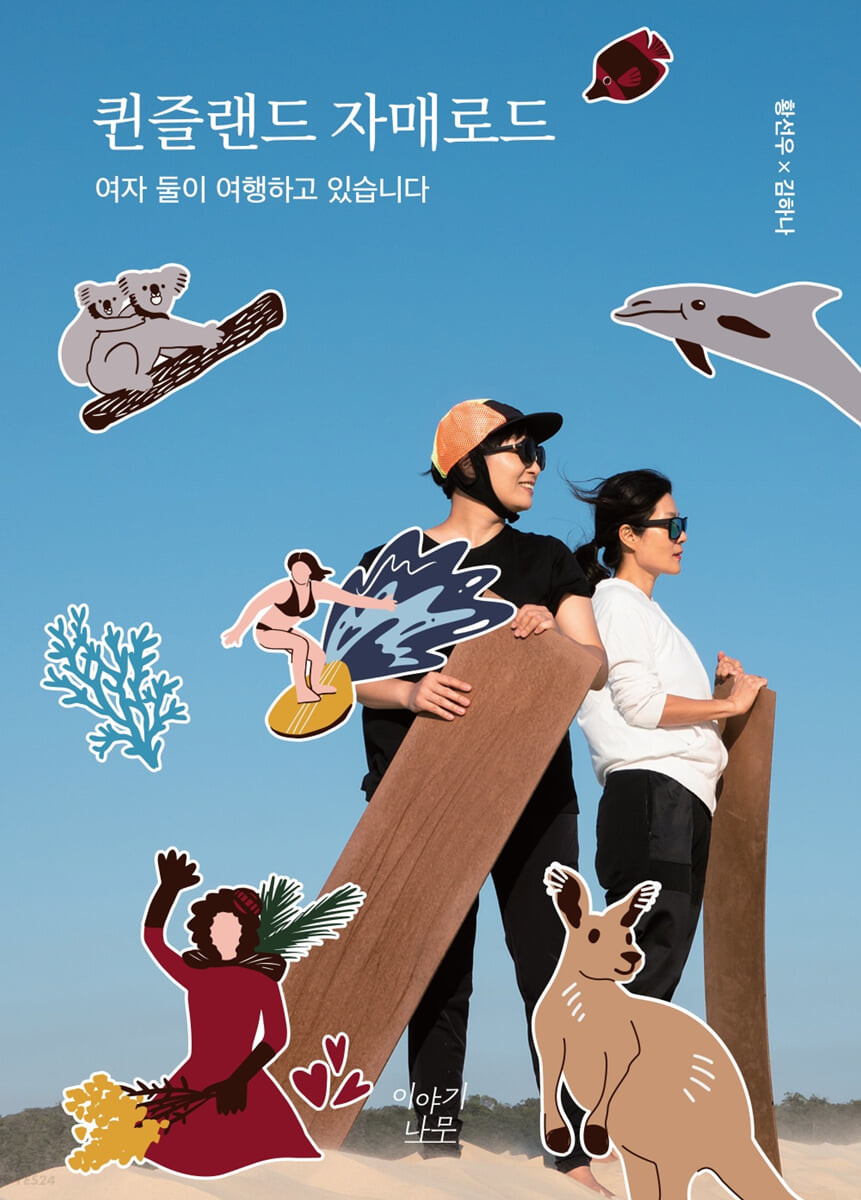 퀸즐랜드 자매로드
여자 둘이 여행하고 있습니다
황선우 × 김하나
이야기
나무
YES24